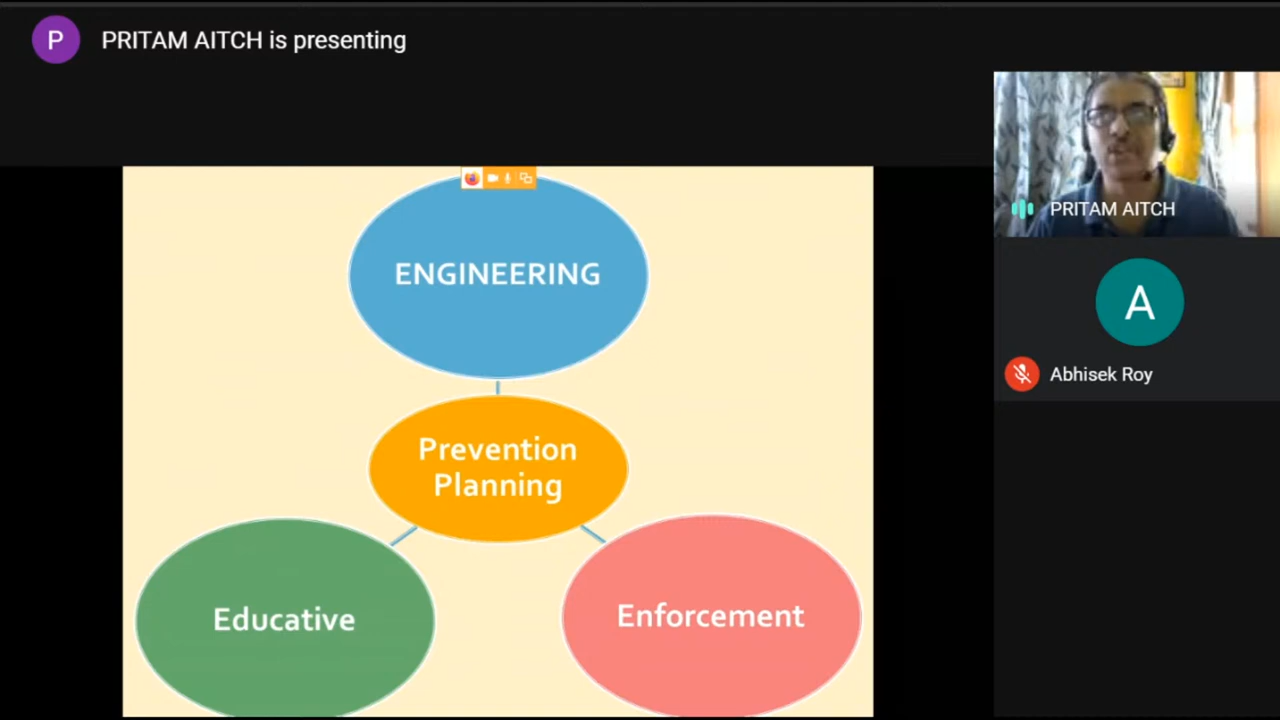 P
PRITAM AITCH is presenting
ENGINEERING
Prevention
Planning
Educative
Enforcement
PRITAM AITCH
A
Abhisek Roy